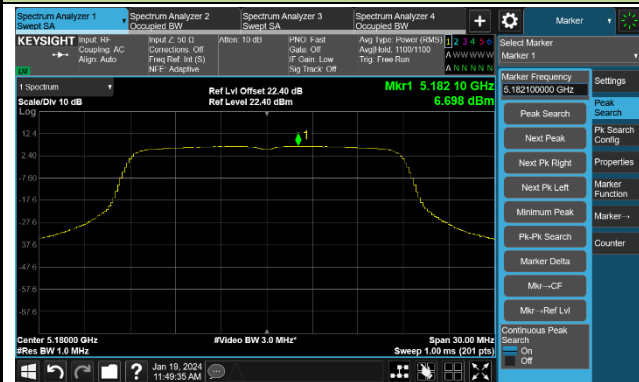 Spectrum Analyzer 1
Swept SA
Spectrum Analyzer 2
Occupied BW
Spectrum Analyzer 3
Swept SA
Spectrum Analyzer 4
Occupied BW
+
Marker
KEYSIGHT
Input: RF
Coupling: AC
Align: Auto
Input Z: 50 Ω
Corrections: Off
Freq Ref: Int (S)
NFE: Adaptive
Atten: 10 dB
PNO: Fast
Gate: Off
IF Gain: Low
Sig Track: Off
Avg Type: Power (RMS)
Avg|Hold: 1100/1100
Trig: Free Run
1 2 3 4 5 6
A W W W W W
A N N N N N
LVI
Select Marker
Marker 1
1 Spectrum
Scale/Div 10 dB
Log
Ref Lvl Offset 22.40 dB
Ref Level 22.40 dBm
Mkr1 5.182 10 GHz
6.698 dBm
12.4
2.40
-7.60
-17.6
-27.6
-37.6
-47.6
-57.6
-67.6
1
Center 5.18000 GHz
#Res BW 1.0 MHz
#Video BW 3.0 MHz*
Span 30.00 MHz
Sweep 1.00 ms (201 pts)
Marker Frequency
5.182100000 GHz
Peak Search
Next Peak
Next Pk Right
Next Pk Left
Minimum Peak
Pk-Pk Search
Marker Delta
Mkr→CF
Mkr→Ref Lvl
Continuous Peak
Search
On
Off
Settings
Peak
Search
Pk Search
Config
Properties
Marker
Function
Marker→
Counter
?
Jan 19, 2024
11:49:35 AM